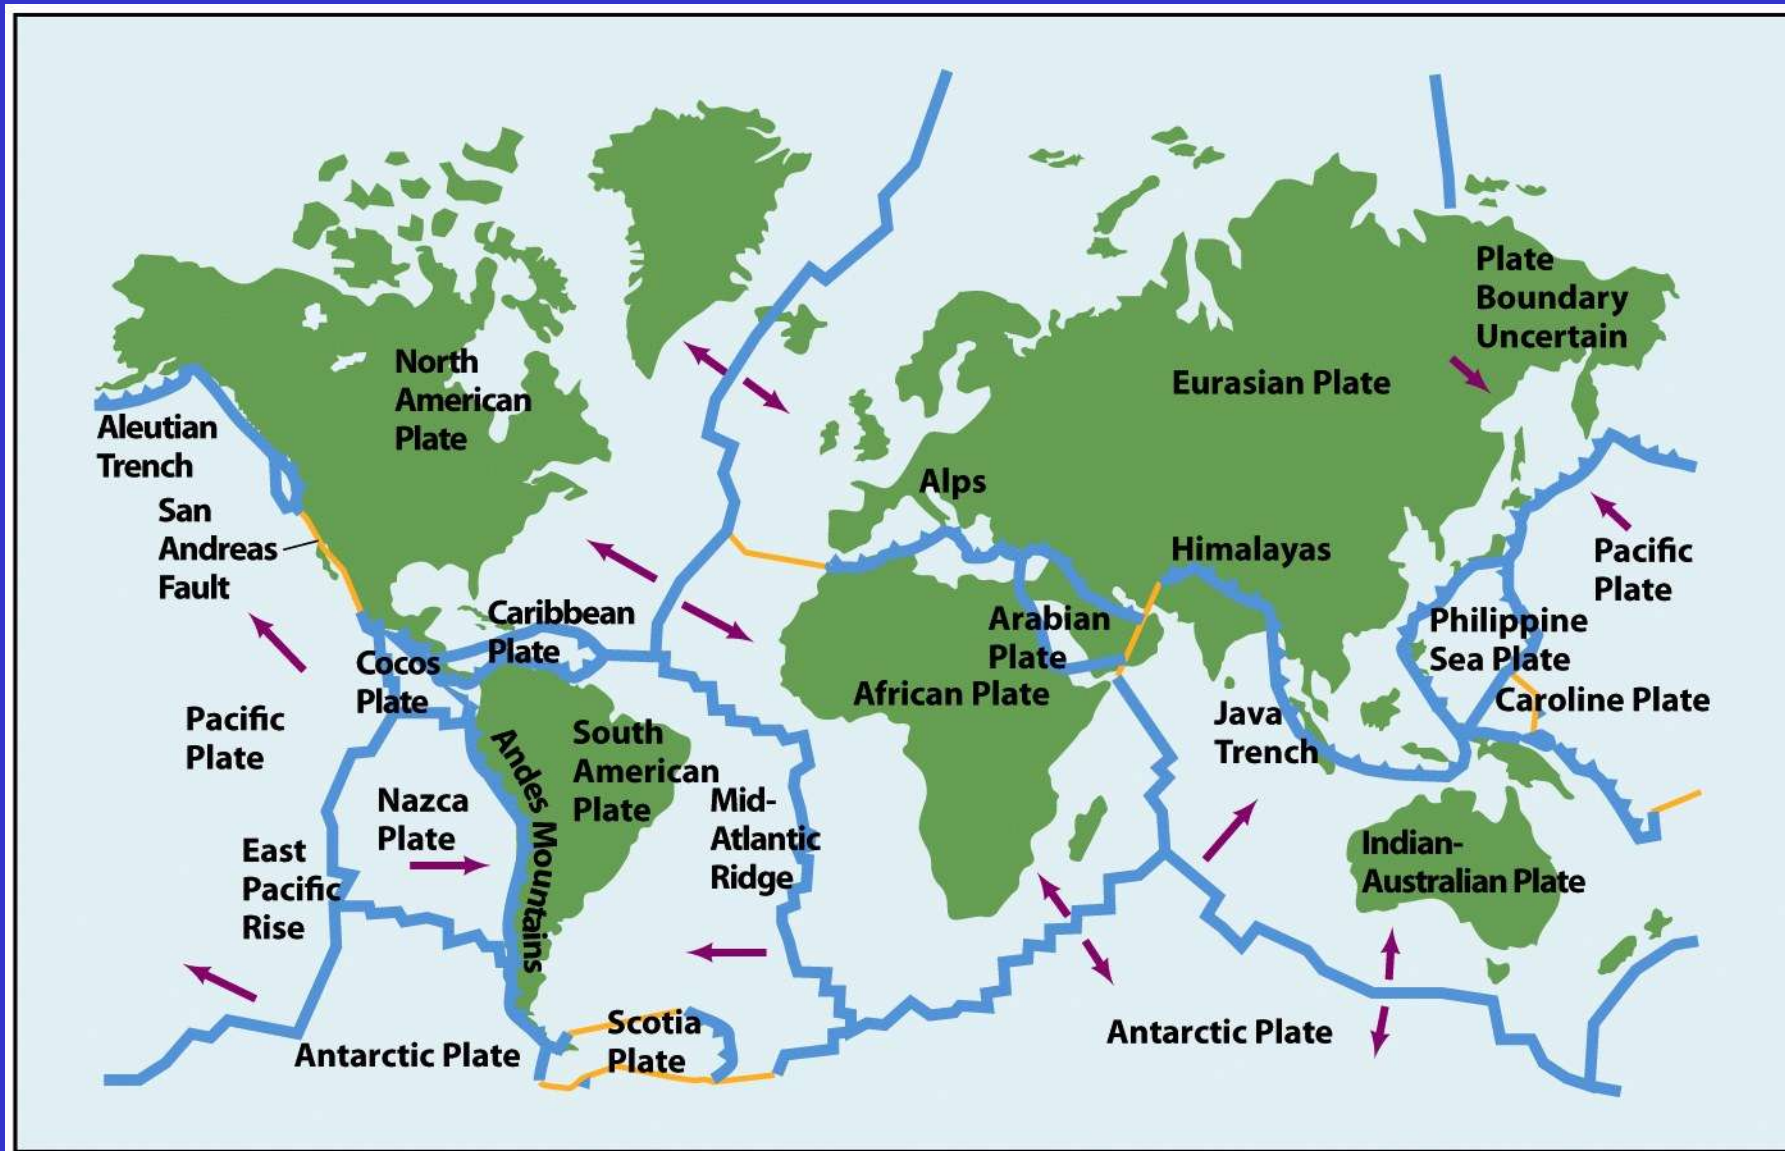 Plate
Boundary
Uncertain
North
American
Plate
Eurasian Plate
Aleutian
Trench
Alps
San
Andreas
Fault
Himalayas
Pacific
Plate
Caribbean
Plate
Arabian
Plate
Philippine
Sea Plate
Cocos
Plate
African Plate
Caroline Plate
Pacific
Plate
Java
Trench
South
American
Plate
Andes Mountains
Nazca
Plate
Mid-
Atlantic
Ridge
East
Pacific
Rise
Indian-
Australian Plate
Scotia
Plate
Antarctic Plate
Antarctic Plate